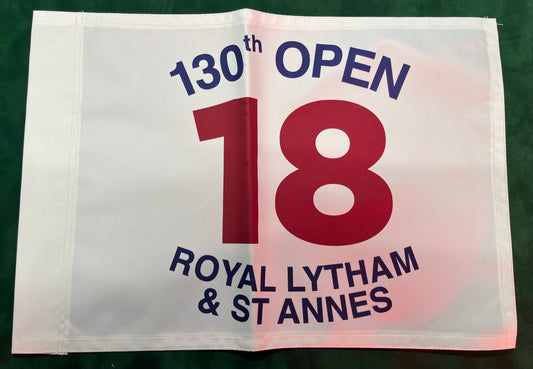 130th OPEN
18
ROYAL LYTHAM
& ST ANNES